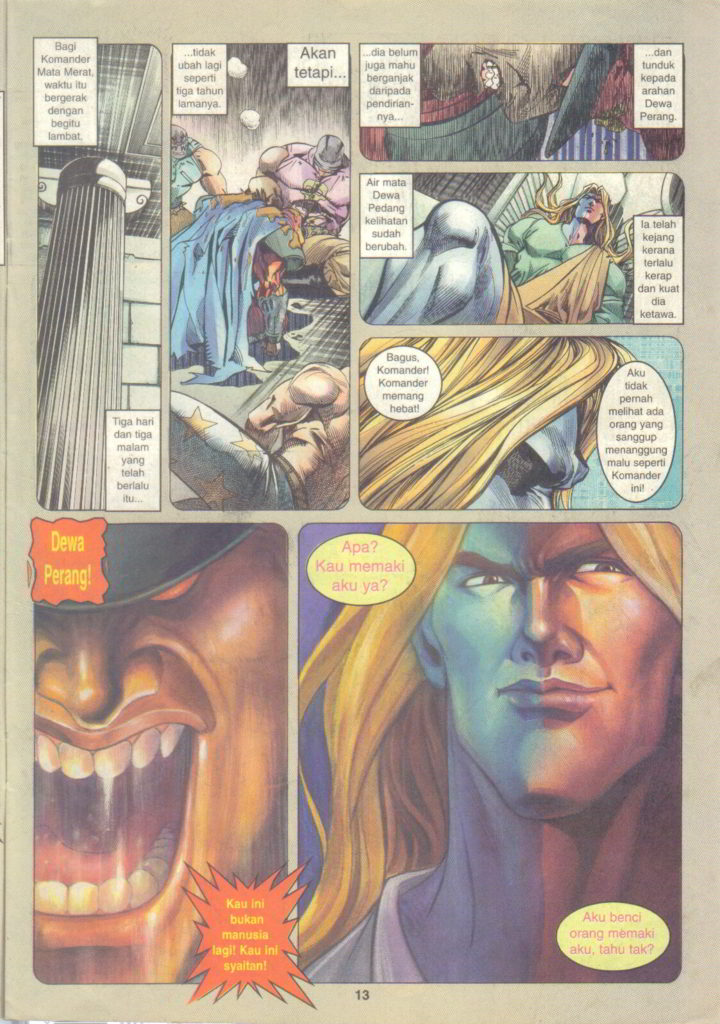 Bagi
Komander
Mata Merat,
waktu itu
bergerak
dengan
begitu
lambat.
Tiga hari
dan tiga
malam
yang
telah
berlalu
itu...
...tidak
ubah lagi
seperti
tiga tahun
lamanya.
Akan
tetapi...
...dia belum
juga mahu
berganjak
daripada
pendirian-
nya...
...dan
tunduk
kepada
arahan
Dewa
Perang.
Air mata
Dewa
Pedang
kelihatan
sudah
berubah.
Ia telah
kejang
kerana
terlalu
kerap
dan kuat
dia
ketawa.
Bagus,
Komander!
Komander
memang
hebat!
Aku
tidak
pernah
melihat ada
orang yang
sanggup
menanggung
malu seperti
Komander
ini!
Dewa
Perang!
Kau ini
bukan
manusia
lagi! Kau ini
syaitan!
Apa?
Kau memaki
aku ya?
Aku benci
orang memaki
aku, tahu tak?
13